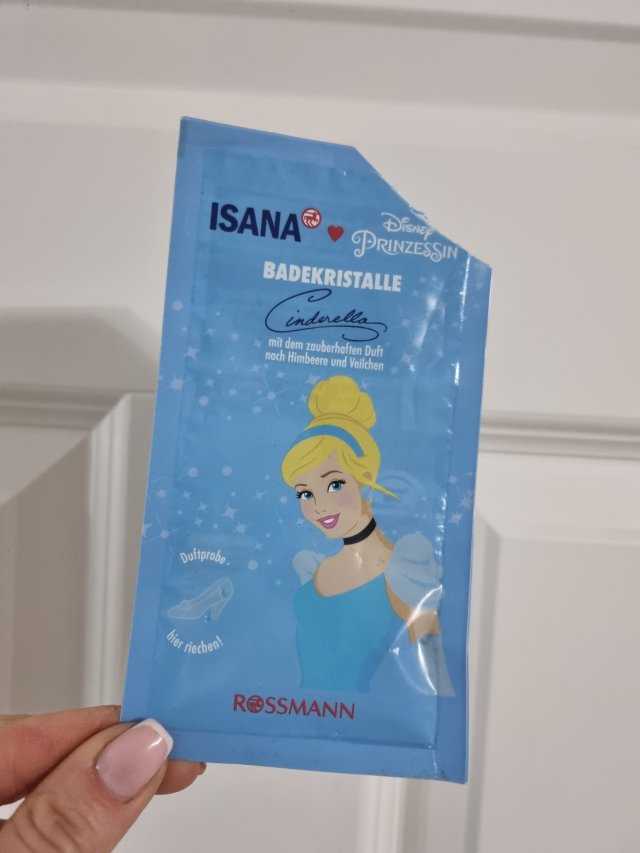 ISANA
Disney
PRINZESSIN
BADEKRISTALLE
Cinderella
mit dem zauberhaften Duft
nach Himbeere und Veilchen
Duftprobe -
hier riechen!
ROSSMANN